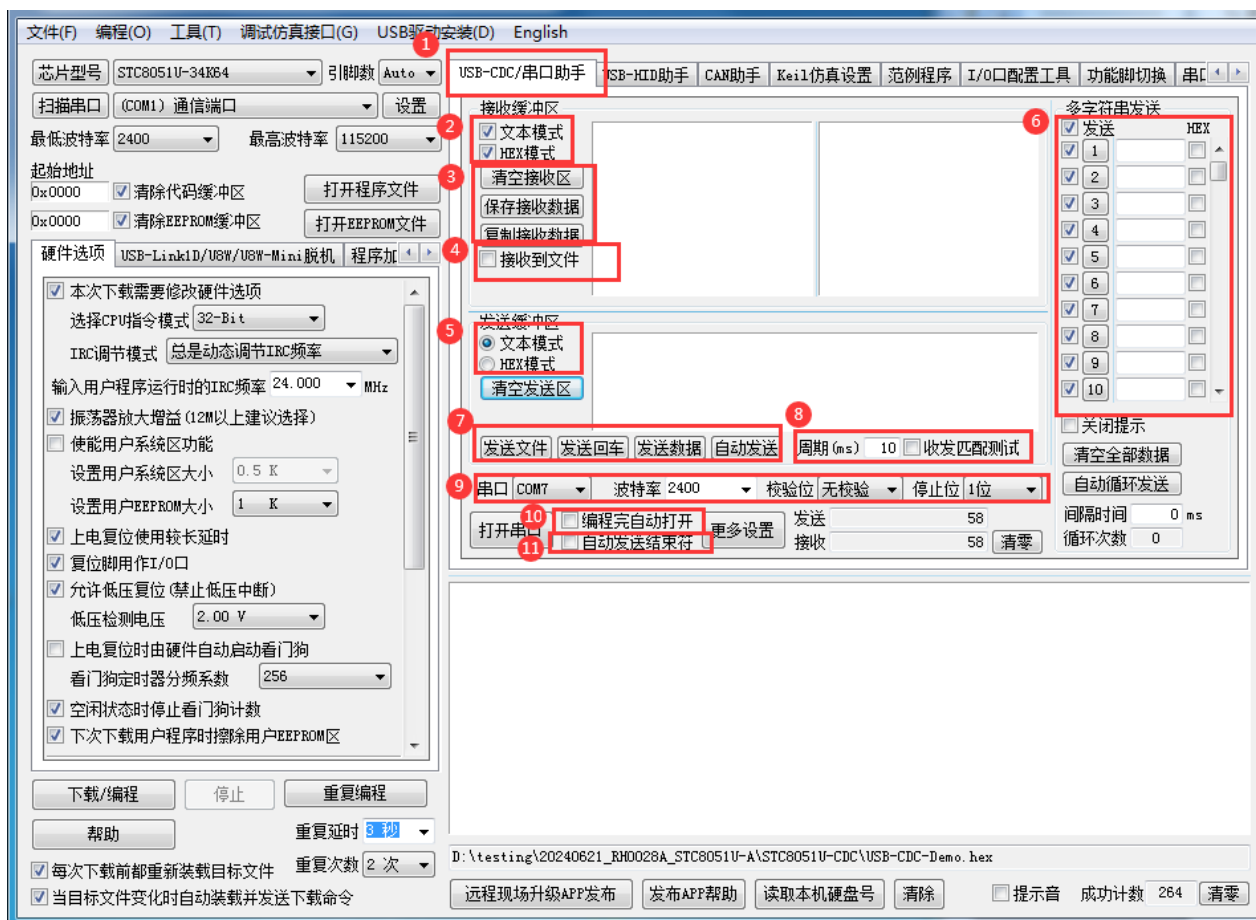 文件(F) 编程(O) 工具(T) 调试仿真接口(G) USB驱动安装(D) English
1
芯片型号 STC8051U-34K64 引脚数 Auto
扫描串口 (COM1) 通信端口 设置
最低波特率 2400 最高波特率 115200
起始地址
0x0000 清除代码缓冲区 打开程序文件
0x0000 清除EEPROM缓冲区 打开EEPROM文件
硬件选项 USB-Link1D/U8W/U8W-Mini脱机 程序加
本次下载需要修改硬件选项
选择CPU指令模式 32-Bit
IRC调节模式 总是动态调节IRC频率
输入用户程序运行时的IRC频率 24.000 MHz
振荡器放大增益(12M以上建议选择)
使能用户系统区功能
设置用户系统区大小 0.5 K
设置用户EEPROM大小 1 K
上电复位使用较长延时
复位脚用作I/O口
允许低压复位(禁止低压中断)
低压检测电压 2.00 V
上电复位时由硬件自动启动看门狗
看门狗定时器分频系数 256
空闲状态时停止看门狗计数
下次下载用户程序时擦除用户EEPROM区
下载/编程 停止 重复编程
帮助 重复延时 3 秒
每次下载前都重新装载目标文件 重复次数 2 次
当目标文件变化时自动装载并发送下载命令
USB-CDC/串口助手 USB-HID助手 CAN助手 Keil仿真设置 范例程序 I/O口配置工具 功能脚切换
接收缓冲区
2
文本模式
HEX模式
3
清空接收区
保存接收数据
复制接收数据
4
接收到文件
发送缓冲区
5
文本模式
HEX模式
清空发送区
7
发送文件 发送回车 发送数据 自动发送
8
周期(ms) 10 收发匹配测试
9
串口 COM7 波特率 2400 校验位 无校验 停止位 1位
打开串口
10
编程完自动打开
11
自动发送结束符
更多设置
发送 58
接收 58 清零
多字符串发送
6
发送 HEX
1
2
3
4
5
6
7
8
9
10
关闭提示
清空全部数据
自动循环发送
间隔时间 0 ms
循环次数 0
D:\testing\20240621_RH0028A_STC8051U-A\STC8051U-CDC\USB-CDC-Demo.hex
远程现场升级APP发布 发布APP帮助 读取本机硬盘号 清除 提示音 成功计数 264 清零